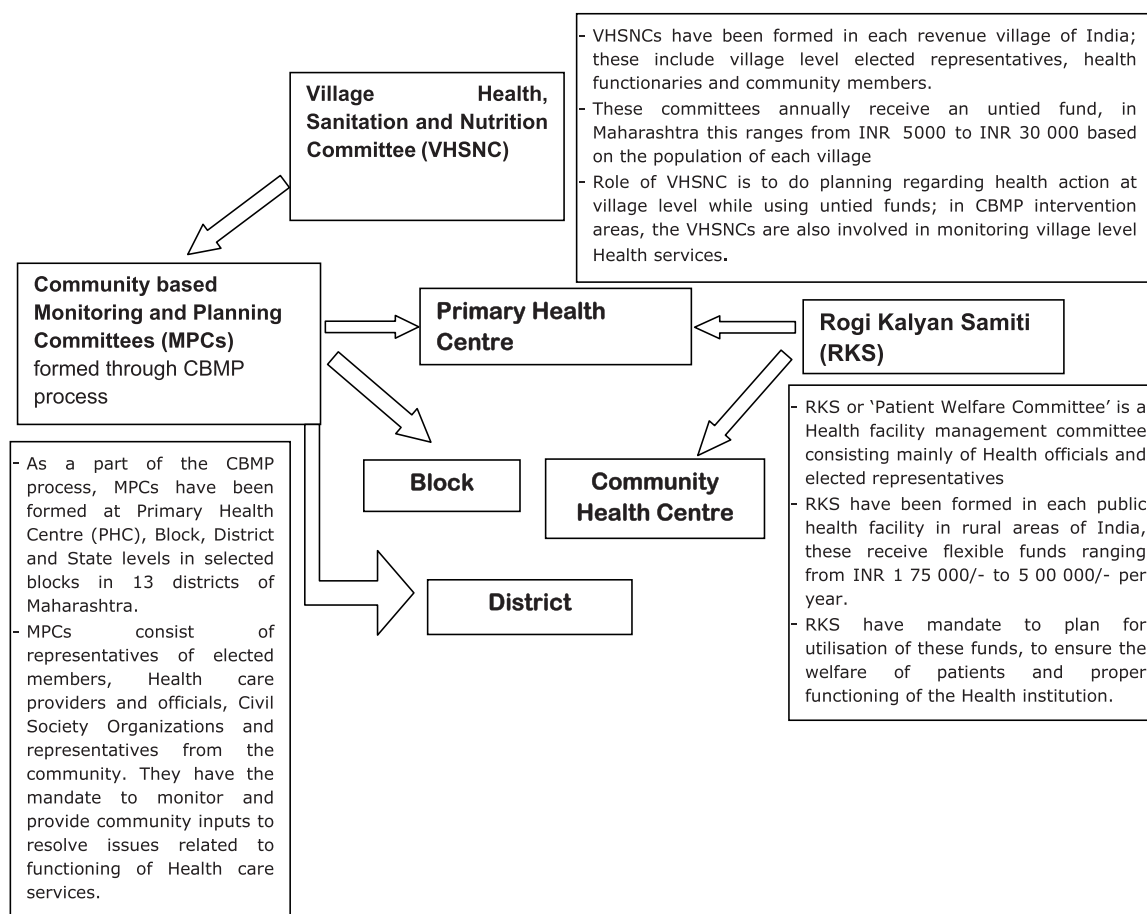 Village Health,
Sanitation and Nutrition
Committee (VHSNC)
- VHSNCs have been formed in each revenue village of India;
these include village level elected representatives, health
functionaries and community members.
- These committees annually receive an untied fund, in
Maharashtra this ranges from INR 5000 to INR 30 000 based
on the population of each village
- Role of VHSNC is to do planning regarding health action at
village level while using untied funds; in CBMP intervention
areas, the VHSNCs are also involved in monitoring village level
Health services.
Community based
Monitoring and Planning
Committees (MPCs)
formed through CBMP
process
Primary Health
Centre
Rogi Kalyan Samiti
(RKS)
- As a part of the CBMP
process, MPCs have been
formed at Primary Health
Centre (PHC), Block, District
and State levels in selected
blocks in 13 districts of
Maharashtra.
- MPCs consist of
representatives of elected
members, Health care
providers and officials, Civil
Society Organizations and
representatives from the
community. They have the
mandate to monitor and
provide community inputs to
resolve issues related to
functioning of Health care
services.
Block
Community
Health Centre
District
- RKS or ‘Patient Welfare Committee’ is a
Health facility management committee
consisting mainly of Health officials and
elected representatives
- RKS have been formed in each public
health facility in rural areas of India,
these receive flexible funds ranging
from INR 1 75 000/- to 5 00 000/- per
year.
- RKS have mandate to plan for
utilisation of these funds, to ensure the
welfare of patients and proper
functioning of the Health institution.